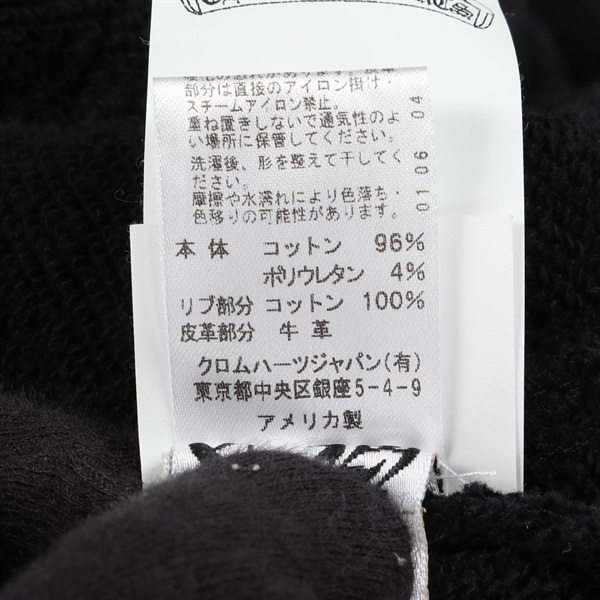 部分は直接のアイロン掛け・
スチームアイロン禁止。
重ね置きしないで通気性のよ
い場所に保管してください。
洗濯後、形を整えて干してく
ださい。
摩擦や水濡れにより色落ち・
色移りの可能性があります。
01 06 04
本体 コットン 96%
ポリウレタン 4%
リブ部分 コットン 100%
皮革部分 牛革
クロムハーツジャパン(有)
東京都中央区銀座5-4-9
アメリカ製